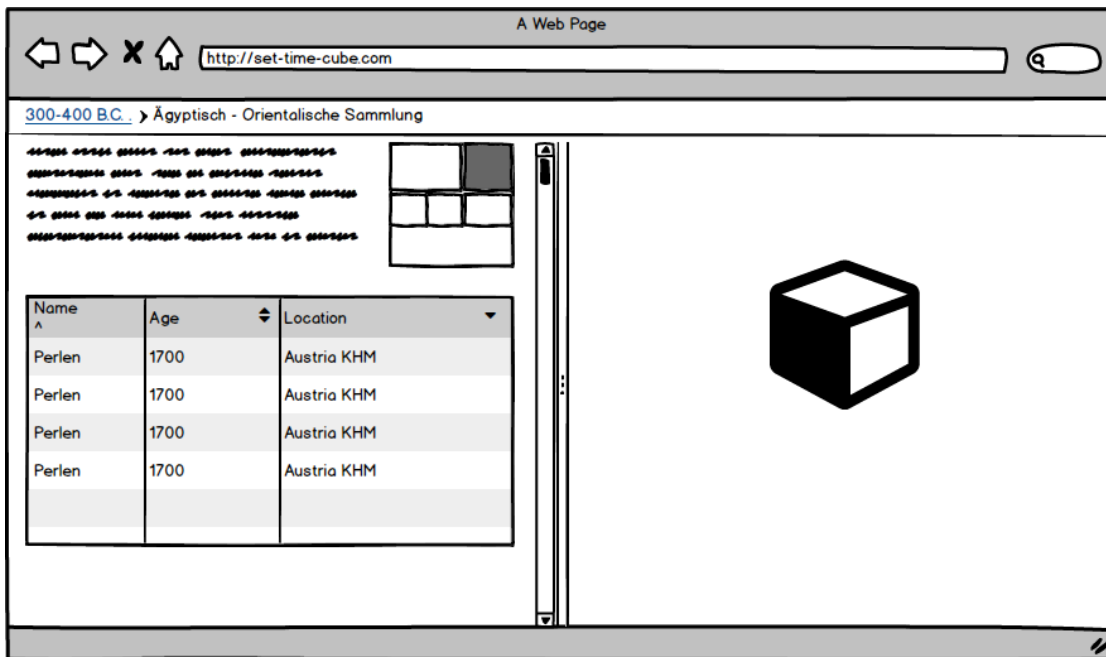 A Web Page
http://set-time-cube.com
300-400 B.C. . > Ägyptisch - Orientalische Sammlung
Name ^ Age Location
Perlen 1700 Austria KHM
Perlen 1700 Austria KHM
Perlen 1700 Austria KHM
Perlen 1700 Austria KHM